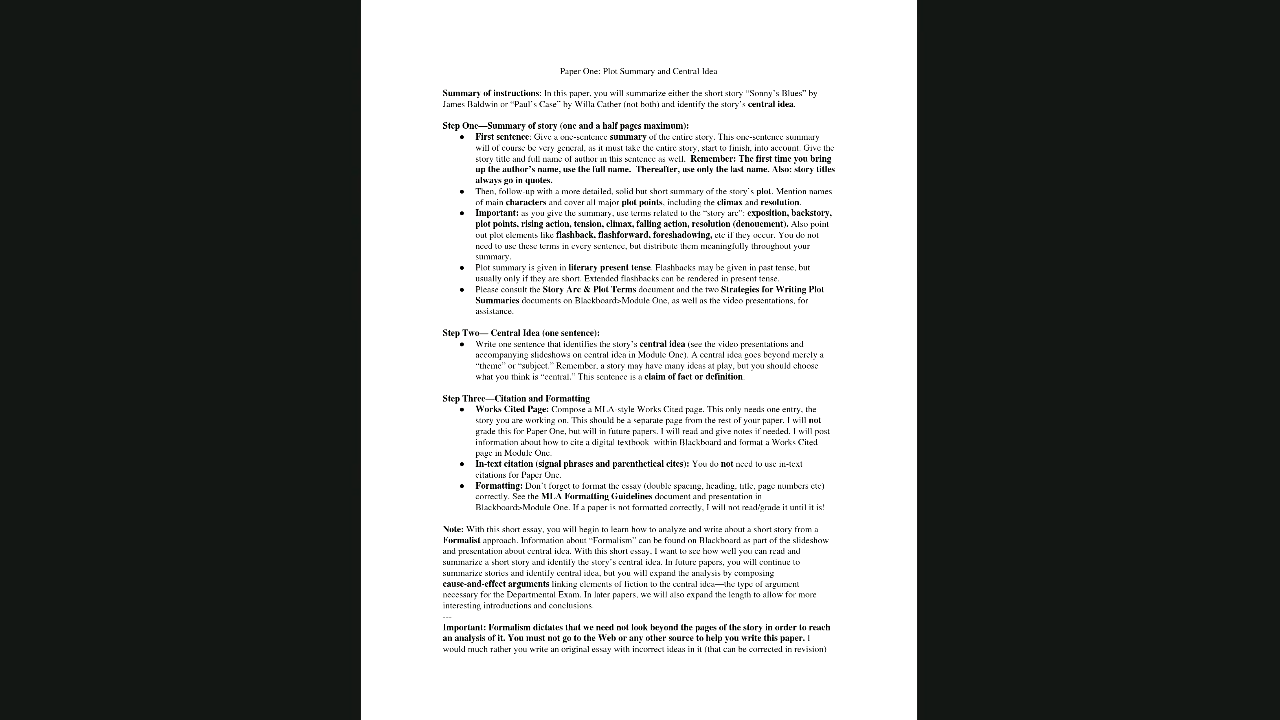 Paper One: Plot Summary and Central Idea
Summary of instructions: In this paper, you will summarize either the short story “Sonny’s Blues” by
James Baldwin or “Paul’s Case” by Willa Cather (not both) and identify the story’s central idea.
Step One—Summary of story (one and a half pages maximum):
● First sentence: Give a one-sentence summary of the entire story. This one-sentence summary
will of course be very general, as it must take the entire story, start to finish, into account. Give the
story title and full name of author in this sentence as well. Remember: The first time you bring
up the author’s name, use the full name. Thereafter, use only the last name. Also: story titles
always go in quotes.
● Then, follow-up with a more detailed, solid but short summary of the story’s plot. Mention names
of main characters and cover all major plot points, including the climax and resolution.
● Important: as you give the summary, use terms related to the “story arc”: exposition, backstory,
plot points, rising action, tension, climax, falling action, resolution (denouement). Also point
out plot elements like flashback, flashforward, foreshadowing, etc if they occur. You do not
need to use these terms in every sentence, but distribute them meaningfully throughout your
summary.
● Plot summary is given in literary present tense. Flashbacks may be given in past tense, but
usually only if they are short. Extended flashbacks can be rendered in present tense.
● Please consult the Story Arc & Plot Terms document and the two Strategies for Writing Plot
Summaries documents on Blackboard>Module One, as well as the video presentations, for
assistance.
Step Two— Central Idea (one sentence):
● Write one sentence that identifies the story’s central idea (see the video presentations and
accompanying slideshows on central idea in Module One). A central idea goes beyond merely a
“theme” or “subject.” Remember, a story may have many ideas at play, but you should choose
what you think is “central.” This sentence is a claim of fact or definition.
Step Three—Citation and Formatting
● Works Cited Page: Compose a MLA-style Works Cited page. This only needs one entry, the
story you are working on. This should be a separate page from the rest of your paper. I will not
grade this for Paper One, but will in future papers. I will read and give notes if needed. I will post
information about how to cite a digital textbook within Blackboard and format a Works Cited
page in Module One.
● In-text citation (signal phrases and parenthetical cites): You do not need to use in-text
citations for Paper One.
● Formatting: Don’t forget to format the essay (double spacing, heading, title, page numbers etc)
correctly. See the MLA Formatting Guidelines document and presentation in
Blackboard>Module One. If a paper is not formatted correctly, I will not read/grade it until it is!
Note: With this short essay, you will begin to learn how to analyze and write about a short story from a
Formalist approach. Information about “Formalism” can be found on Blackboard as part of the slideshow
and presentation about central idea. With this short essay, I want to see how well you can read and
summarize a short story and identify the story’s central idea. In future papers, you will continue to
summarize stories and identify central idea, but you will expand the analysis by composing
cause-and-effect arguments linking elements of fiction to the central idea—the type of argument
necessary for the Departmental Exam. In later papers, we will also expand the length to allow for more
interesting introductions and conclusions.
---
Important: Formalism dictates that we need not look beyond the pages of the story in order to reach
an analysis of it. You must not go to the Web or any other source to help you write this paper. I
would much rather you write an original essay with incorrect ideas in it (that can be corrected in revision)